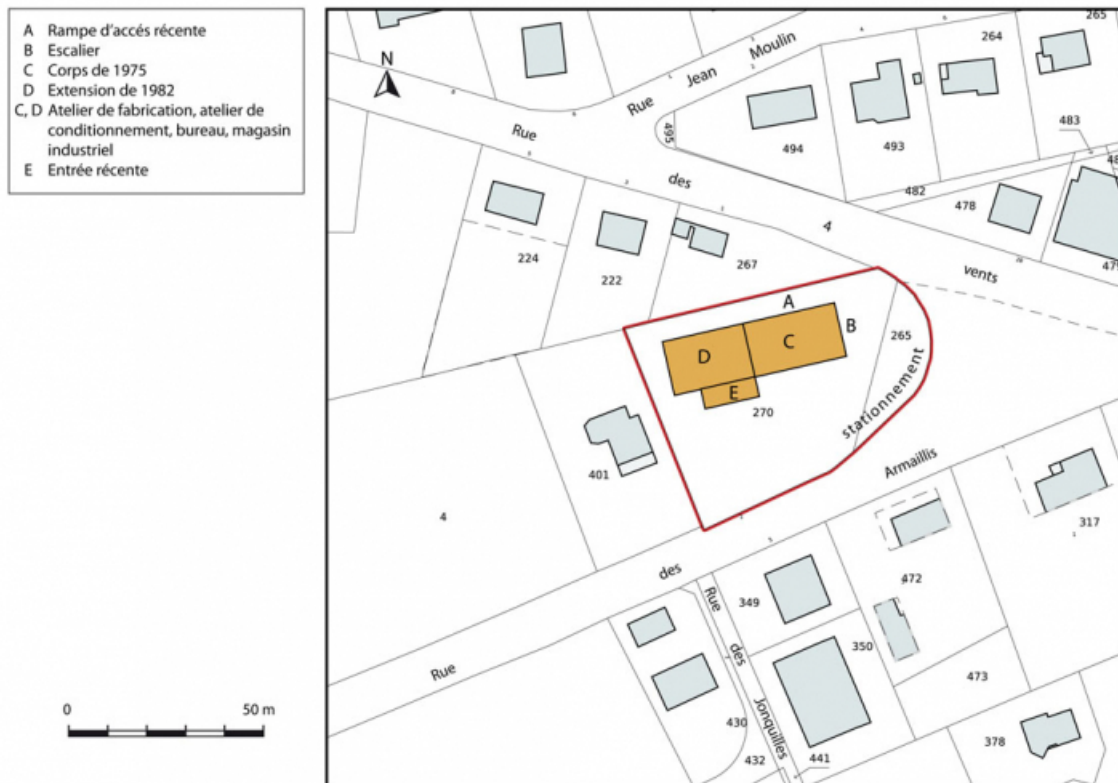 A Rampe d'accés récente
B Escalier
C Corps de 1975
D Extension de 1982
C, D Atelier de fabrication, atelier de
conditionnement, bureau, magasin
industriel
E Entrée récente
0 50 m
N
Rue Jean Moulin
Rue des 4 vents
265
264
483
495
494
493
482
478
224
222
267
A
B
C
D
E
265
270
stationnement
401
4
Rue des Armaillis
317
472
349
350
473
Rue des Jonquilles
430
432
441
378